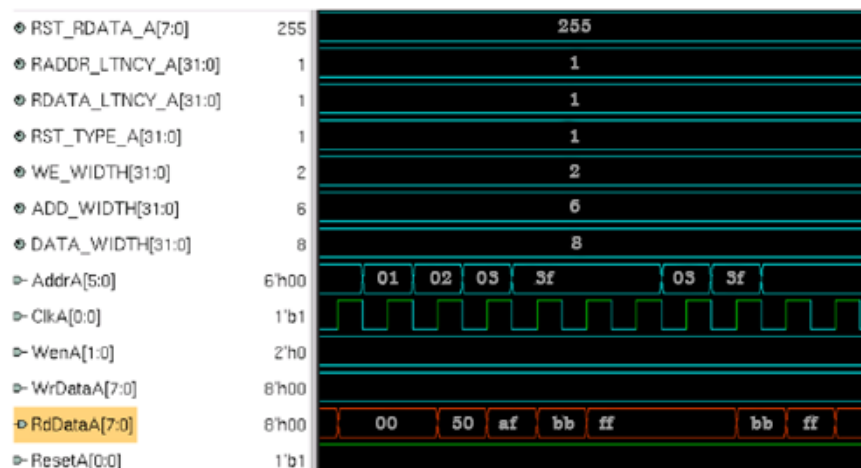 RST_RDATA_A[7:0] 255 255
RADDR_LTNCY_A[31:0] 1 1
RDATA_LTNCY_A[31:0] 1 1
RST_TYPE_A[31:0] 1 1
WE_WIDTH[31:0] 2 2
ADD_WIDTH[31:0] 6 6
DATA_WIDTH[31:0] 8 8
AddrA[5:0] 6'h00 01 02 03 3f 03 3f
ClkA[0:0] 1'b1
WenA[1:0] 2'h0
WrDataA[7:0] 8'h00
RdDataA[7:0] 8'h00 00 50 af bb ff bb ff
ResetA[0:0] 1'b1